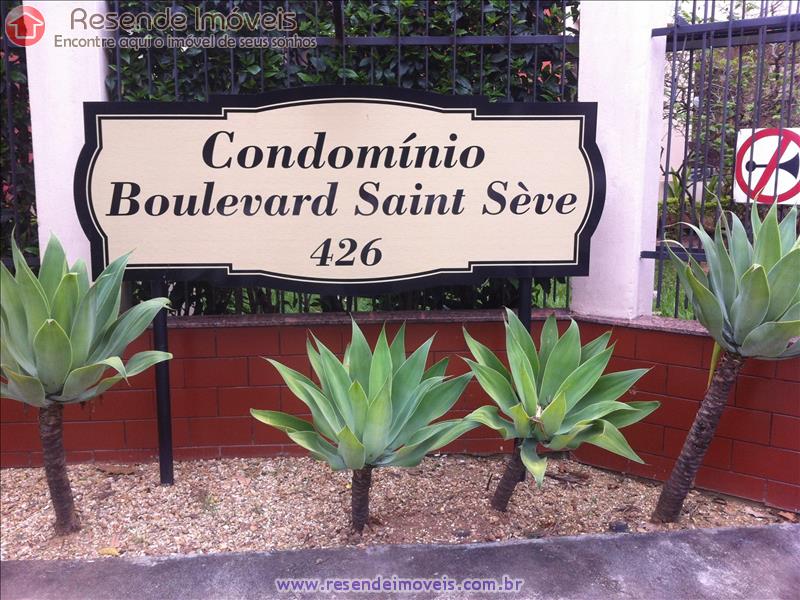 Resende Imóveis
Encontre aqui o imóvel de seus sonhos
Condomínio
Boulevard Saint Sève
426
www.resendeimoveis.com.br